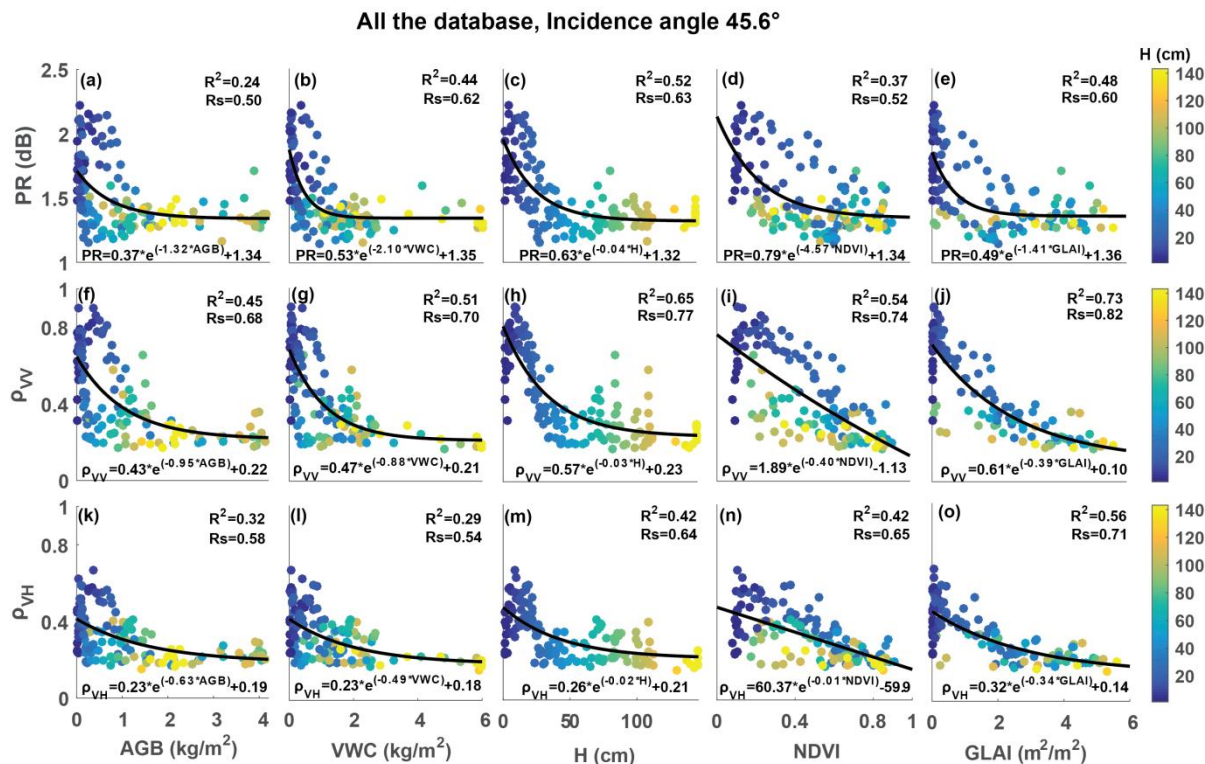 All the database, Incidence angle 45.6°
H (cm)
2.5
2
1.5
1
PR (dB)
(a)
R²=0.24
Rs=0.50
PR=0.37*e^(-1.32*AGB)+1.34
(b)
R²=0.44
Rs=0.62
PR=0.53*e^(-2.10*VWC)+1.35
(c)
R²=0.52
Rs=0.63
PR=0.63*e^(-0.04*H)+1.32
(d)
R²=0.37
Rs=0.52
PR=0.79*e^(-4.57*NDVI)+1.34
(e)
R²=0.48
Rs=0.60
PR=0.49*e^(-1.41*GLAI)+1.36
140
120
100
80
60
40
20
1
0.8
0.4
0
ρVV
(f)
R²=0.45
Rs=0.68
ρVV=0.43*e^(-0.95*AGB)+0.22
(g)
R²=0.51
Rs=0.70
ρVV=0.47*e^(-0.88*VWC)+0.21
(h)
R²=0.65
Rs=0.77
ρVV=0.57*e^(-0.03*H)+0.23
(i)
R²=0.54
Rs=0.74
ρVV=1.89*e^(-0.40*NDVI)-1.13
(j)
R²=0.73
Rs=0.82
ρVV=0.61*e^(-0.39*GLAI)+0.10
140
120
100
80
60
40
20
1
0.8
0.4
0
ρVH
(k)
R²=0.32
Rs=0.58
ρVH=0.23*e^(-0.63*AGB)+0.19
(l)
R²=0.29
Rs=0.54
ρVH=0.23*e^(-0.49*VWC)+0.18
(m)
R²=0.42
Rs=0.64
ρVH=0.26*e^(-0.02*H)+0.21
(n)
R²=0.42
Rs=0.65
ρVH=60.37*e^(-0.01*NDVI)-59.9
(o)
R²=0.56
Rs=0.71
ρVH=0.32*e^(-0.34*GLAI)+0.14
140
120
100
80
60
40
20
0 1 2 3 4
0 2 4 6
0 50 100
0 0.4 0.8 1
0 2 4 6
AGB (kg/m²)
VWC (kg/m²)
H (cm)
NDVI
GLAI (m²/m²)